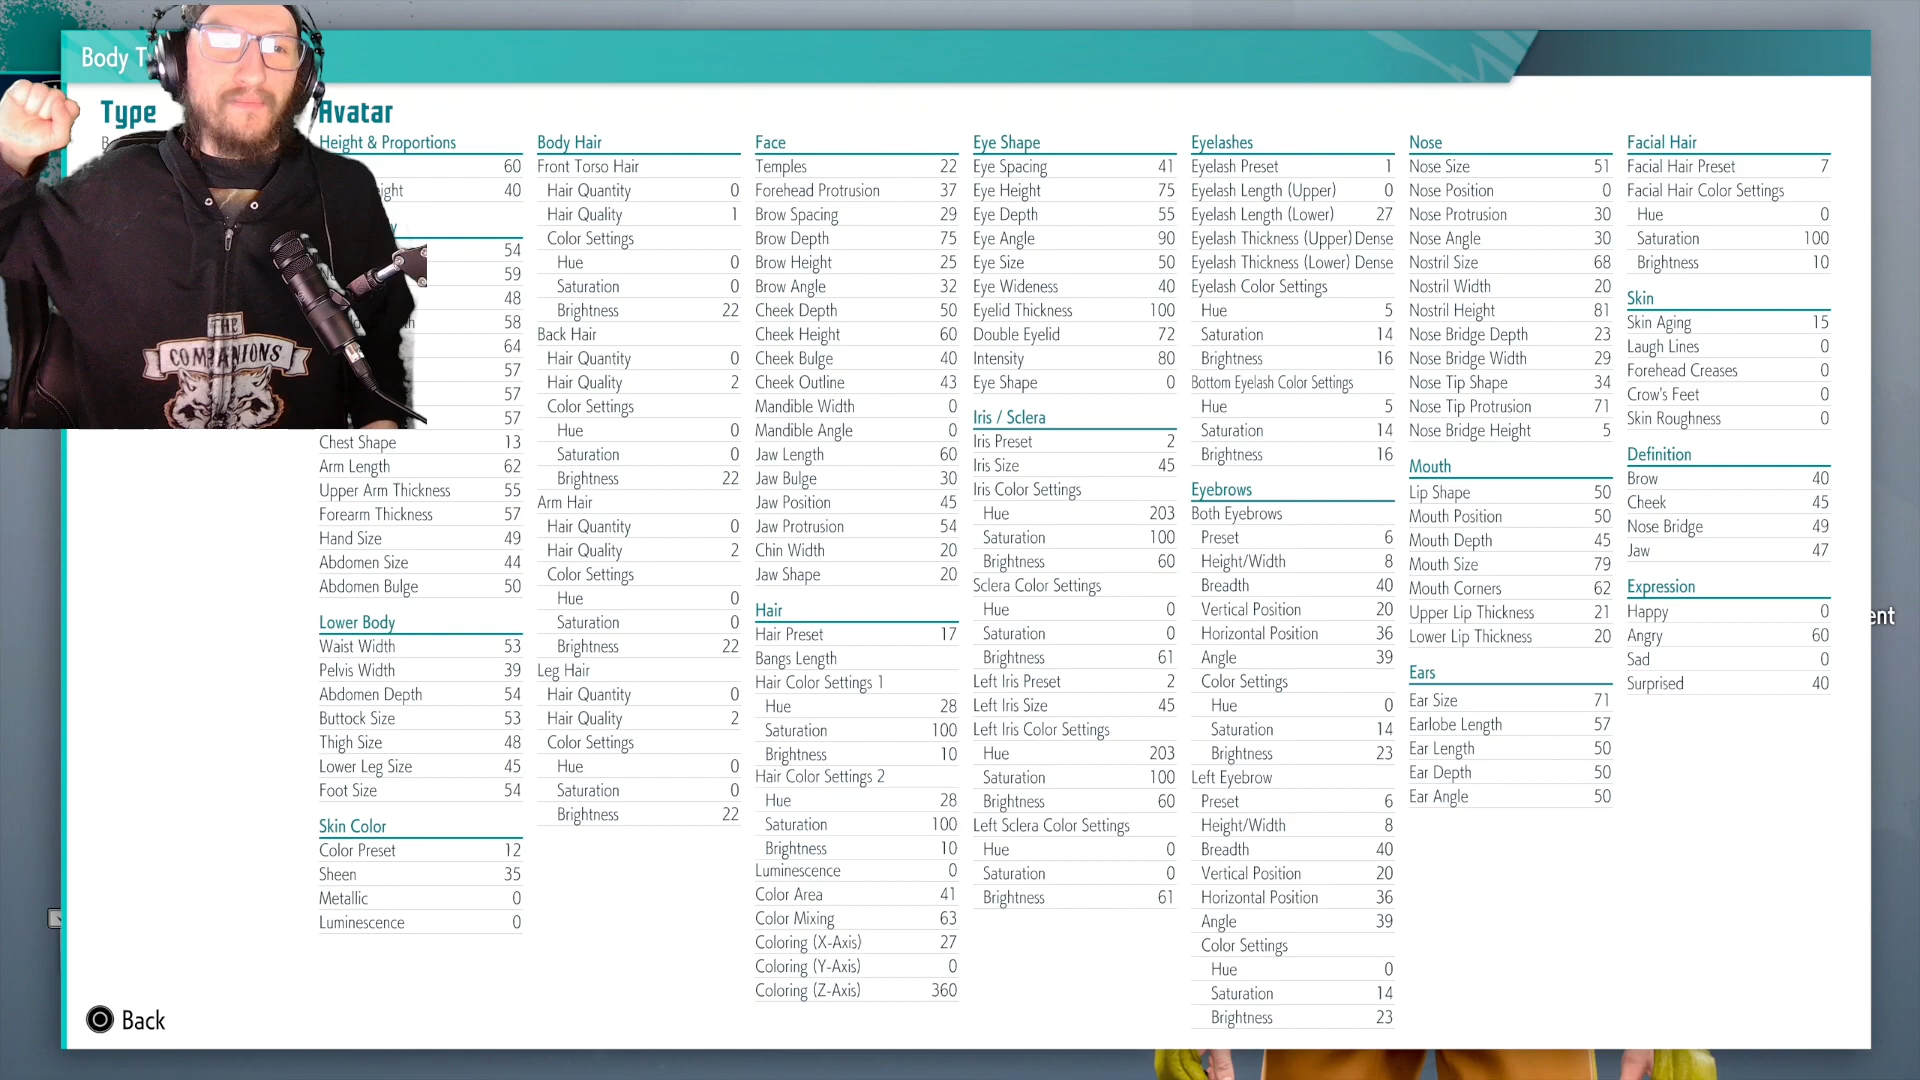 Body T
Type
Avatar
Height & Proportions
60
ight 40
54
59
48
58
64
57
57
57
Chest Shape 13
Arm Length 62
Upper Arm Thickness 55
Forearm Thickness 57
Hand Size 49
Abdomen Size 44
Abdomen Bulge 50
Lower Body
Waist Width 53
Pelvis Width 39
Abdomen Depth 54
Buttock Size 53
Thigh Size 48
Lower Leg Size 45
Foot Size 54
Skin Color
Color Preset 12
Sheen 35
Metallic 0
Luminescence 0
Body Hair
Front Torso Hair
Hair Quantity 0
Hair Quality 1
Color Settings
Hue 0
Saturation 0
Brightness 22
Back Hair
Hair Quantity 0
Hair Quality 2
Color Settings
Hue 0
Saturation 0
Brightness 22
Arm Hair
Hair Quantity 0
Hair Quality 2
Color Settings
Hue 0
Saturation 0
Brightness 22
Leg Hair
Hair Quantity 0
Hair Quality 2
Color Settings
Hue 0
Saturation 0
Brightness 22
Face
Temples 22
Forehead Protrusion 37
Brow Spacing 29
Brow Depth 75
Brow Height 25
Brow Angle 32
Cheek Depth 50
Cheek Height 60
Cheek Bulge 40
Cheek Outline 43
Mandible Width 0
Mandible Angle 0
Jaw Length 60
Jaw Bulge 30
Jaw Position 45
Jaw Protrusion 54
Chin Width 20
Jaw Shape 20
Hair
Hair Preset 17
Bangs Length
Hair Color Settings 1
Hue 28
Saturation 100
Brightness 10
Hair Color Settings 2
Hue 28
Saturation 100
Brightness 10
Luminescence 0
Color Area 41
Color Mixing 63
Coloring (X-Axis) 27
Coloring (Y-Axis) 0
Coloring (Z-Axis) 360
Eye Shape
Eye Spacing 41
Eye Height 75
Eye Depth 55
Eye Angle 90
Eye Size 50
Eye Wideness 40
Eyelid Thickness 100
Double Eyelid 72
Intensity 80
Eye Shape 0
Iris / Sclera
Iris Preset 2
Iris Size 45
Iris Color Settings
Hue 203
Saturation 100
Brightness 60
Sclera Color Settings
Hue 0
Saturation 0
Brightness 61
Left Iris Preset 2
Left Iris Size 45
Left Iris Color Settings
Hue 203
Saturation 100
Brightness 60
Left Sclera Color Settings
Hue 0
Saturation 0
Brightness 61
Eyelashes
Eyelash Preset 1
Eyelash Length (Upper) 0
Eyelash Length (Lower) 27
Eyelash Thickness (Upper) Dense
Eyelash Thickness (Lower) Dense
Eyelash Color Settings
Hue 5
Saturation 14
Brightness 16
Bottom Eyelash Color Settings
Hue 5
Saturation 14
Brightness 16
Eyebrows
Both Eyebrows
Preset 6
Height/Width 8
Breadth 40
Vertical Position 20
Horizontal Position 36
Angle 39
Color Settings
Hue 0
Saturation 14
Brightness 23
Left Eyebrow
Preset 6
Height/Width 8
Breadth 40
Vertical Position 20
Horizontal Position 36
Angle 39
Color Settings
Hue 0
Saturation 14
Brightness 23
Nose
Nose Size 51
Nose Position 0
Nose Protrusion 30
Nose Angle 30
Nostril Size 68
Nostril Width 20
Nostril Height 81
Nose Bridge Depth 23
Nose Bridge Width 29
Nose Tip Shape 34
Nose Tip Protrusion 71
Nose Bridge Height 5
Mouth
Lip Shape 50
Mouth Position 50
Mouth Depth 45
Mouth Size 79
Mouth Corners 62
Upper Lip Thickness 21
Lower Lip Thickness 20
Ears
Ear Size 71
Earlobe Length 57
Ear Length 50
Ear Depth 50
Ear Angle 50
Facial Hair
Facial Hair Preset 7
Facial Hair Color Settings
Hue 0
Saturation 100
Brightness 10
Skin
Skin Aging 15
Laugh Lines 0
Forehead Creases 0
Crow's Feet 0
Skin Roughness 0
Definition
Brow 40
Cheek 45
Nose Bridge 49
Jaw 47
Expression
Happy 0
Angry 60
Sad 0
Surprised 40
ent
THE
COMPANIONS
Back